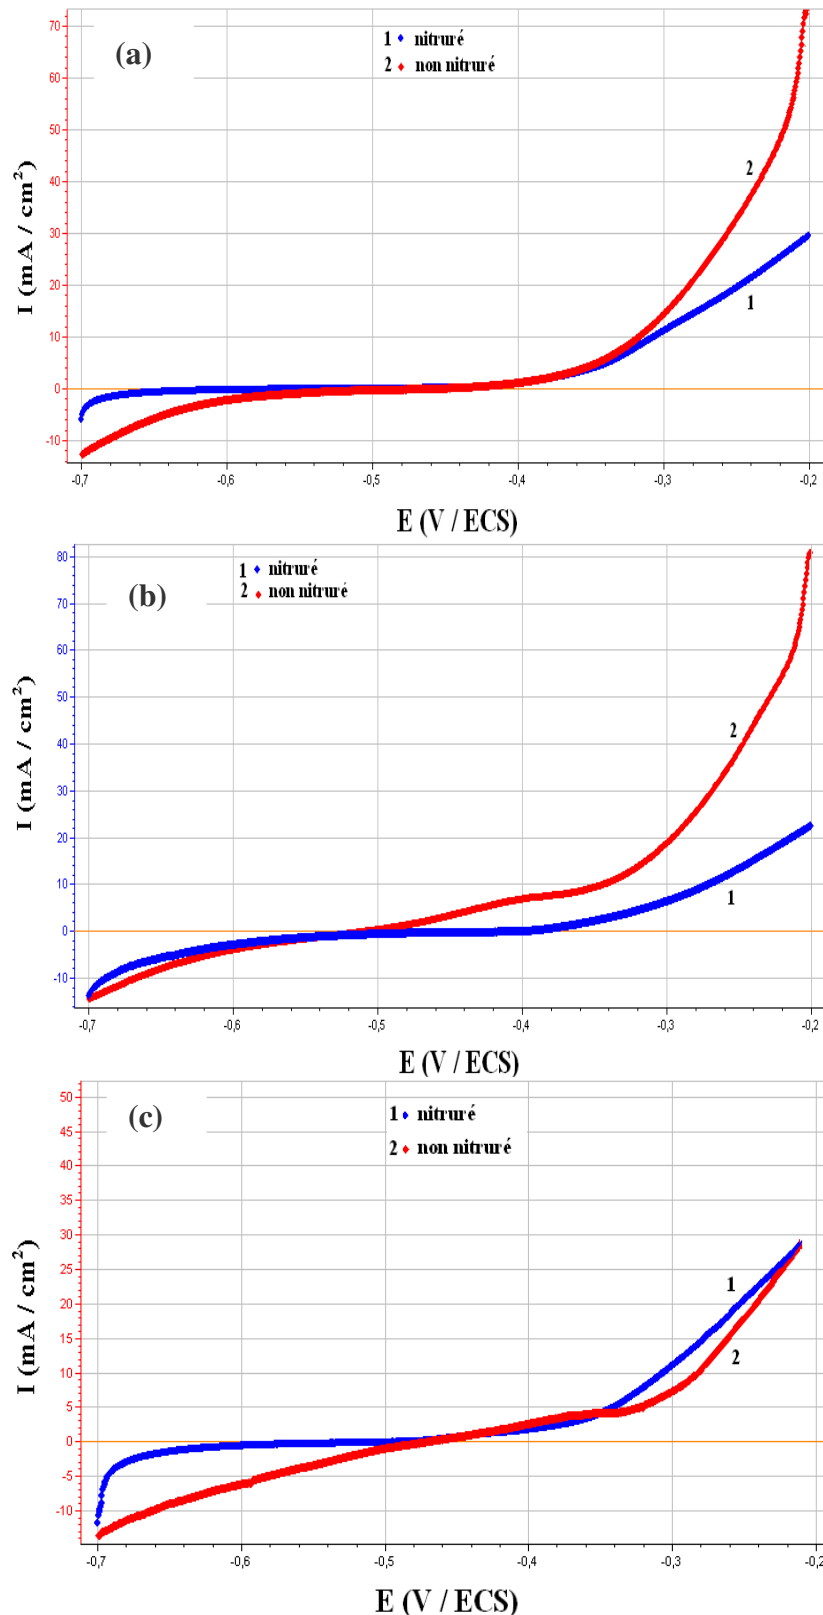 (a)
1 nitruré
2 non nitruré
70
60
50
40
30
20
10
0
-10
I (mA / cm²)
2
1
-0,7 -0,6 -0,5 -0,4 -0,3 -0,2
E (V / ECS)
(b)
1 nitruré
2 non nitruré
80
70
60
50
40
30
20
10
0
-10
I (mA / cm²)
2
1
-0,7 -0,6 -0,5 -0,4 -0,3 -0,2
E (V / ECS)
(c)
1 nitruré
2 non nitruré
50
45
40
35
30
25
20
15
10
5
0
-5
-10
I (mA / cm²)
1
2
-0,7 -0,6 -0,5 -0,4 -0,3 -0,2
E (V / ECS)